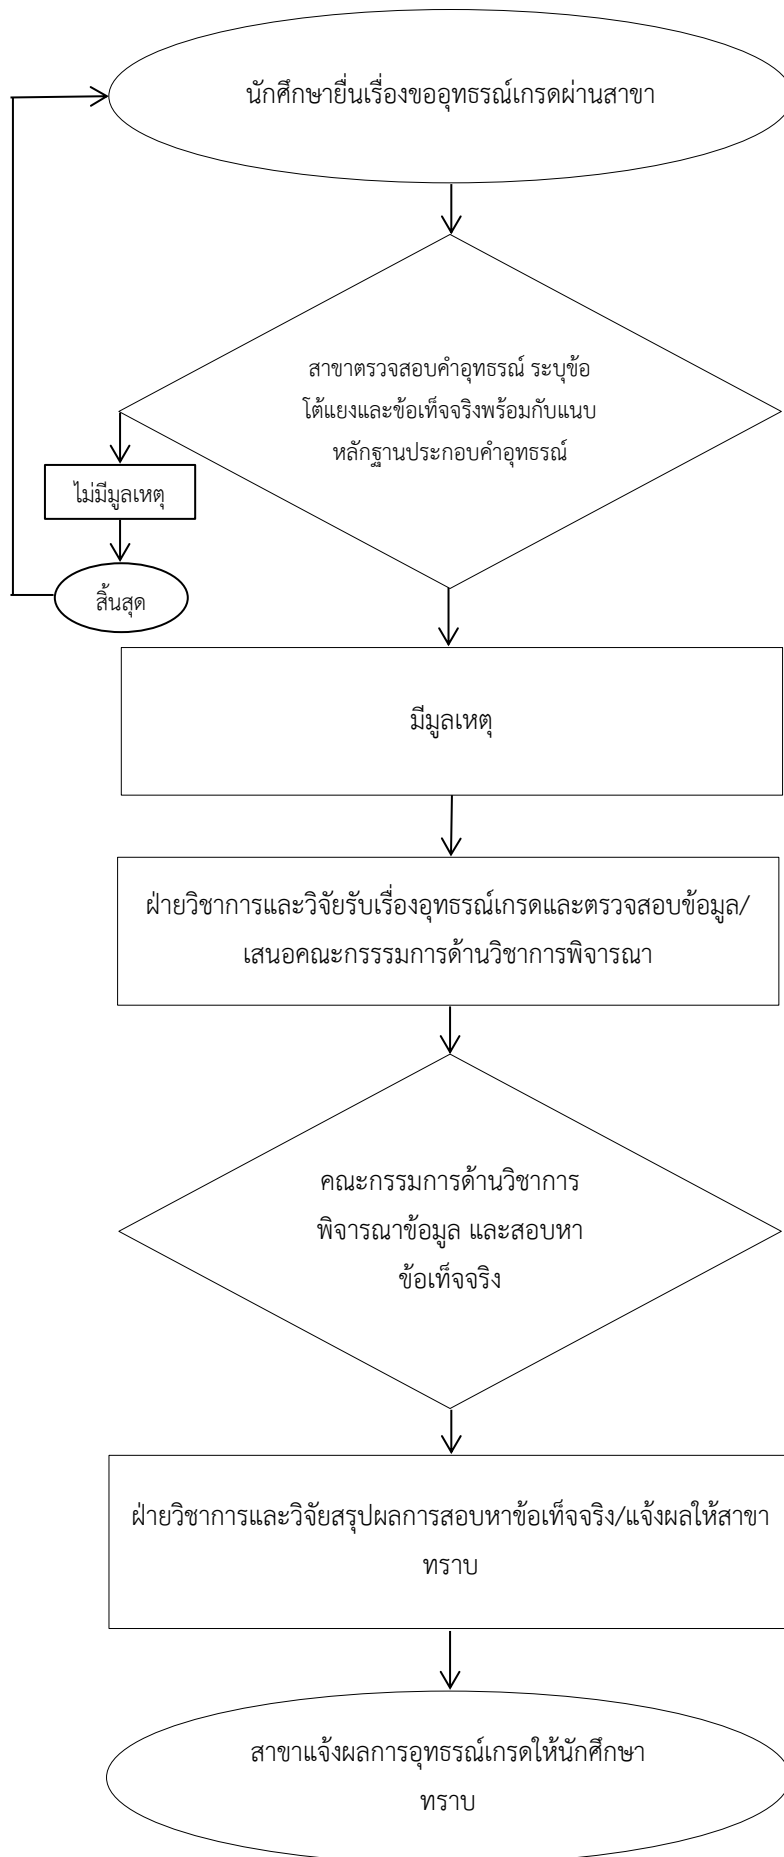 นักศึกษายื่นเรื่องขออุทธรณ์เกรดผ่านสาขา
สาขาตรวจสอบคำอุทธรณ์ ระบุข้อ
โต้แย้งและข้อเท็จจริงพร้อมกับแนบ
หลักฐานประกอบคำอุทธรณ์
ไม่มีมูลเหตุ
สิ้นสุด
มีมูลเหตุ
ฝ่ายวิชาการและวิจัยรับเรื่องอุทธรณ์เกรดและตรวจสอบข้อมูล/
เสนอคณะกรรรมการด้านวิชาการพิจารณา
คณะกรรมการด้านวิชาการ
พิจารณาข้อมูล และสอบหา
ข้อเท็จจริง
ฝ่ายวิชาการและวิจัยสรุปผลการสอบหาข้อเท็จจริง/แจ้งผลให้สาขา
ทราบ
สาขาแจ้งผลการอุทธรณ์เกรดให้นักศึกษา
ทราบ